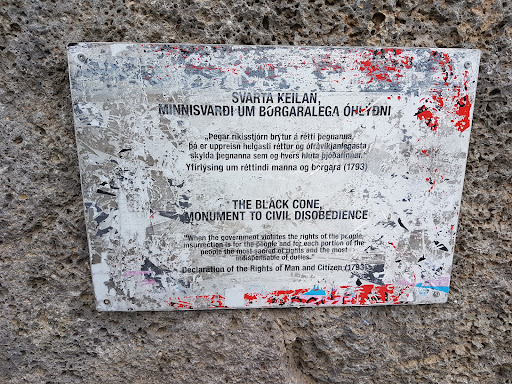 SVARTA KEILAN,
MINNISVARÐI UM BORGARALEGA ÓHLÝÐNI
„Þegar ríkisstjórn brýtur á rétti þegnanna,
þá er uppreisn helgasti réttur og ófrávíkjanlegasta
skylda þegnanna sem og hvers hluta þjóðarinnar."
Yfirlýsing um réttindi manna og borgara (1793)
THE BLACK CONE,
MONUMENT TO CIVIL DISOBEDIENCE
"When the government violates the rights of the people,
insurrection is for the people and for each portion of
the people the most sacred of rights and the most
indispensable of duties."
Declaration of the Rights of Man and Citizen (1793)